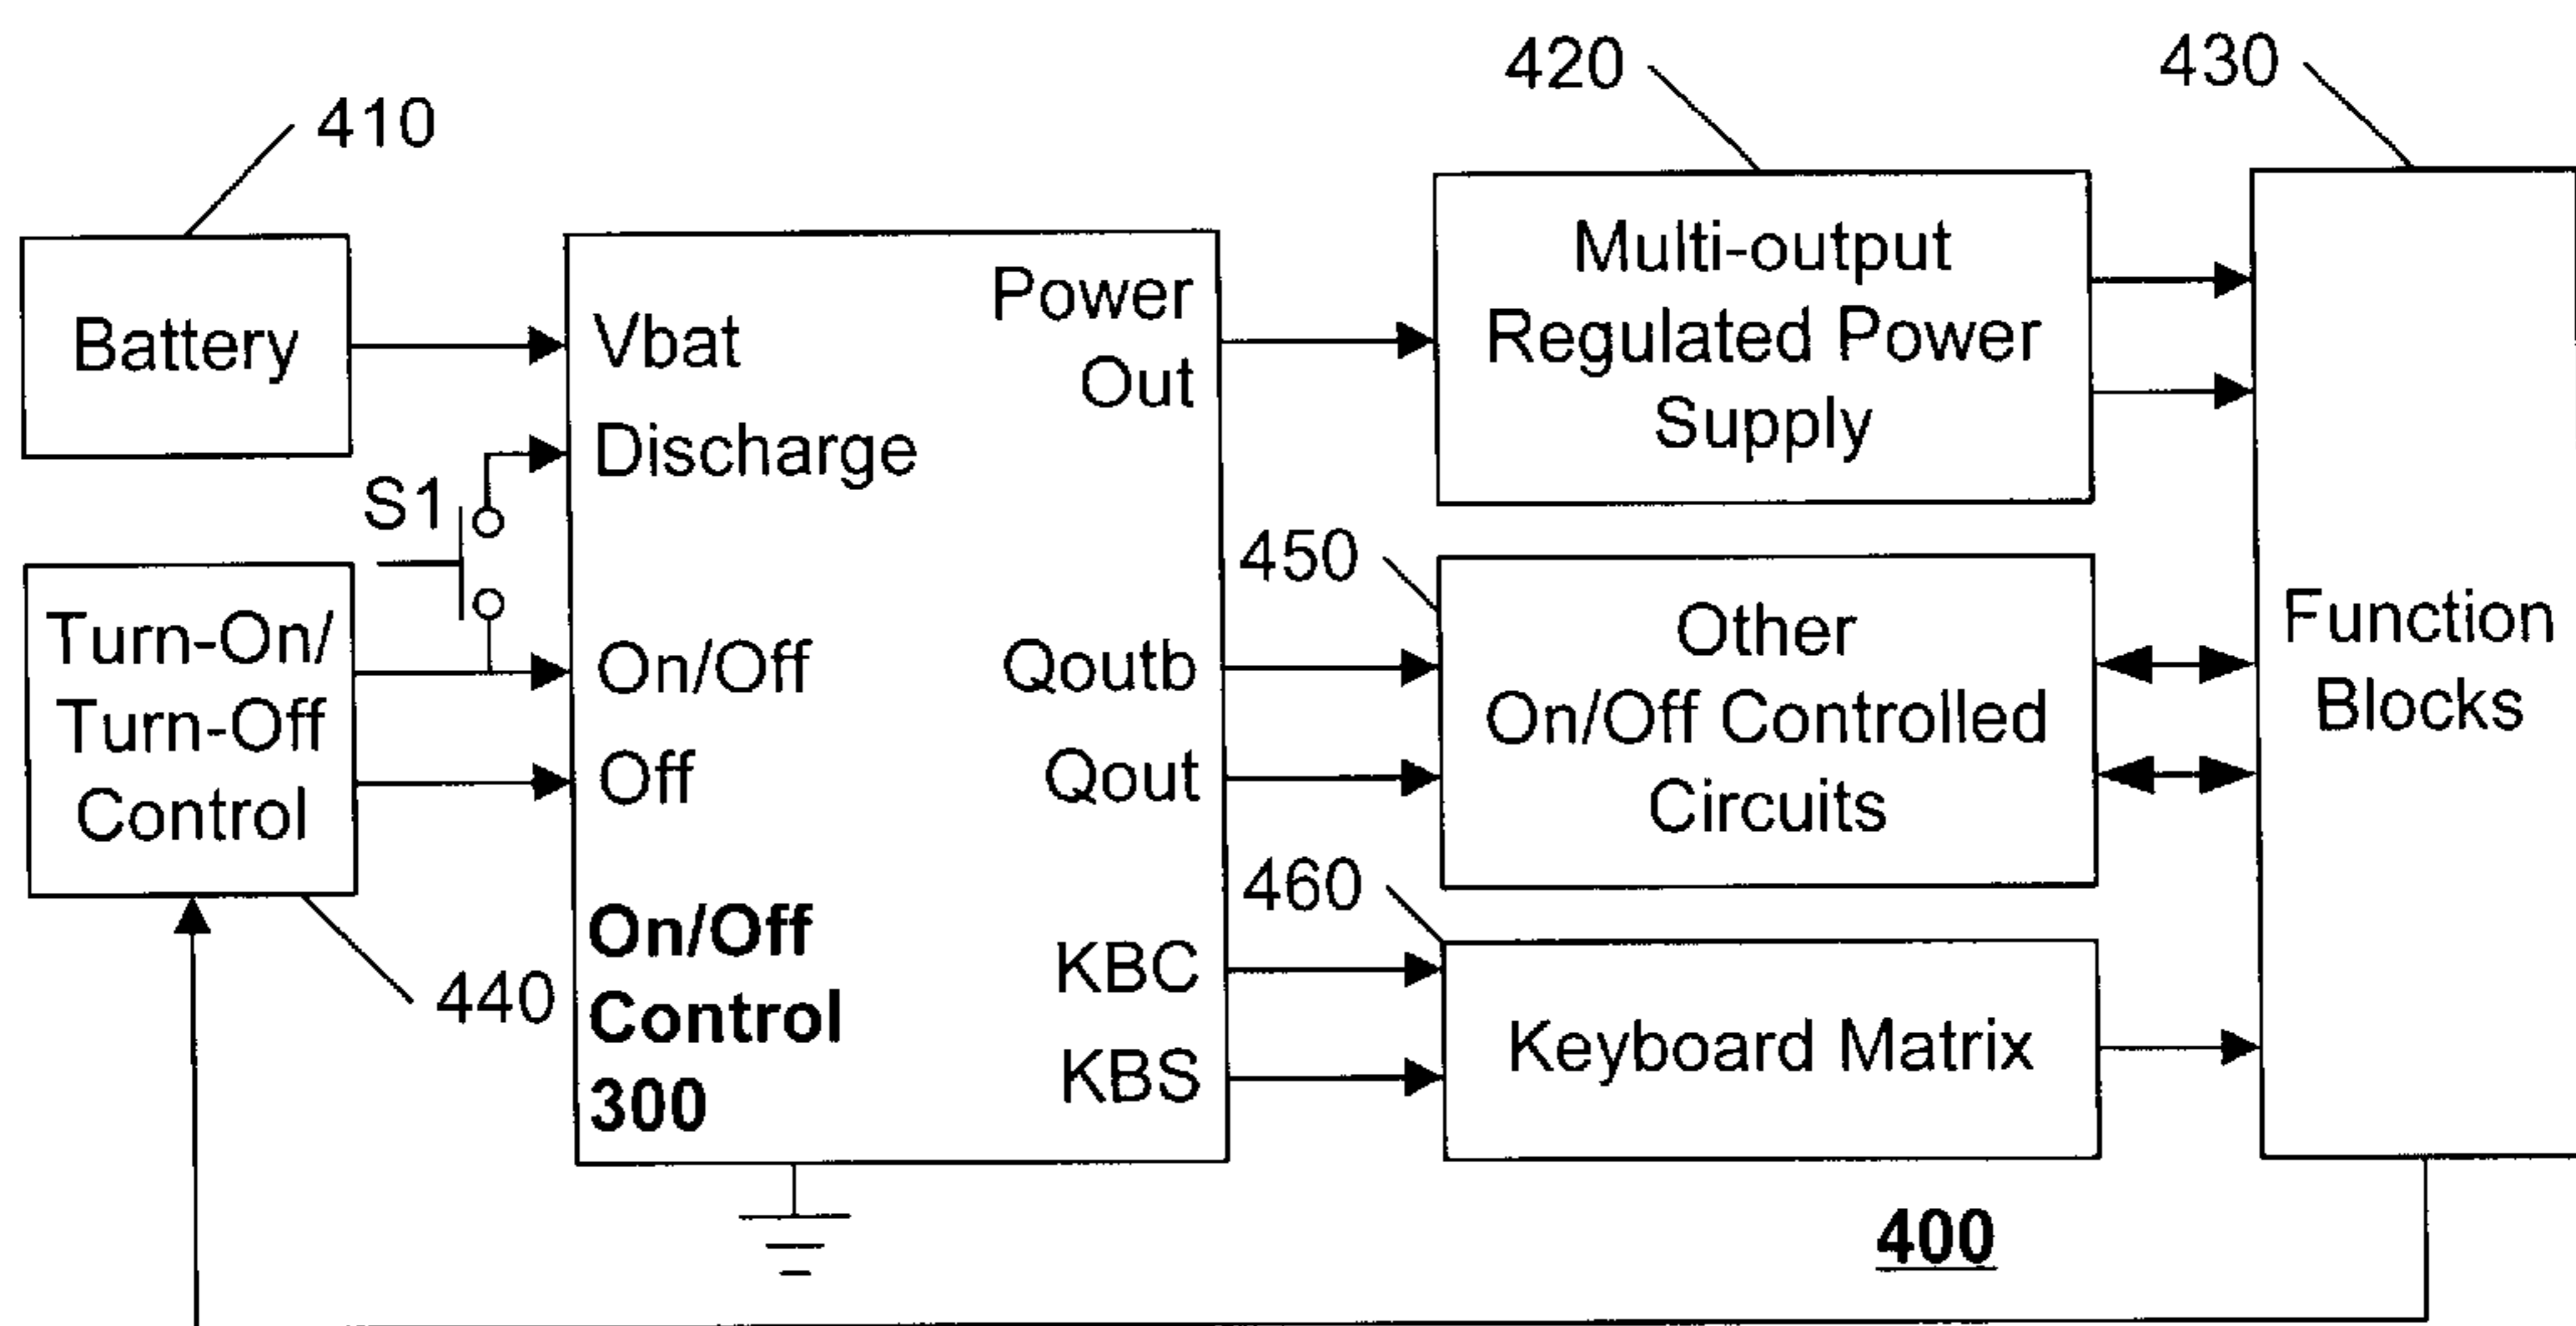 420
430
410
Battery
Vbat
Discharge
Power
Out
Multi-output
Regulated Power
Supply
S1
450
Turn-On/
Turn-Off
Control
On/Off
Off
Qoutb
Qout
Other
On/Off Controlled
Circuits
Function
Blocks
460
440
On/Off
Control
300
KBC
KBS
Keyboard Matrix
400